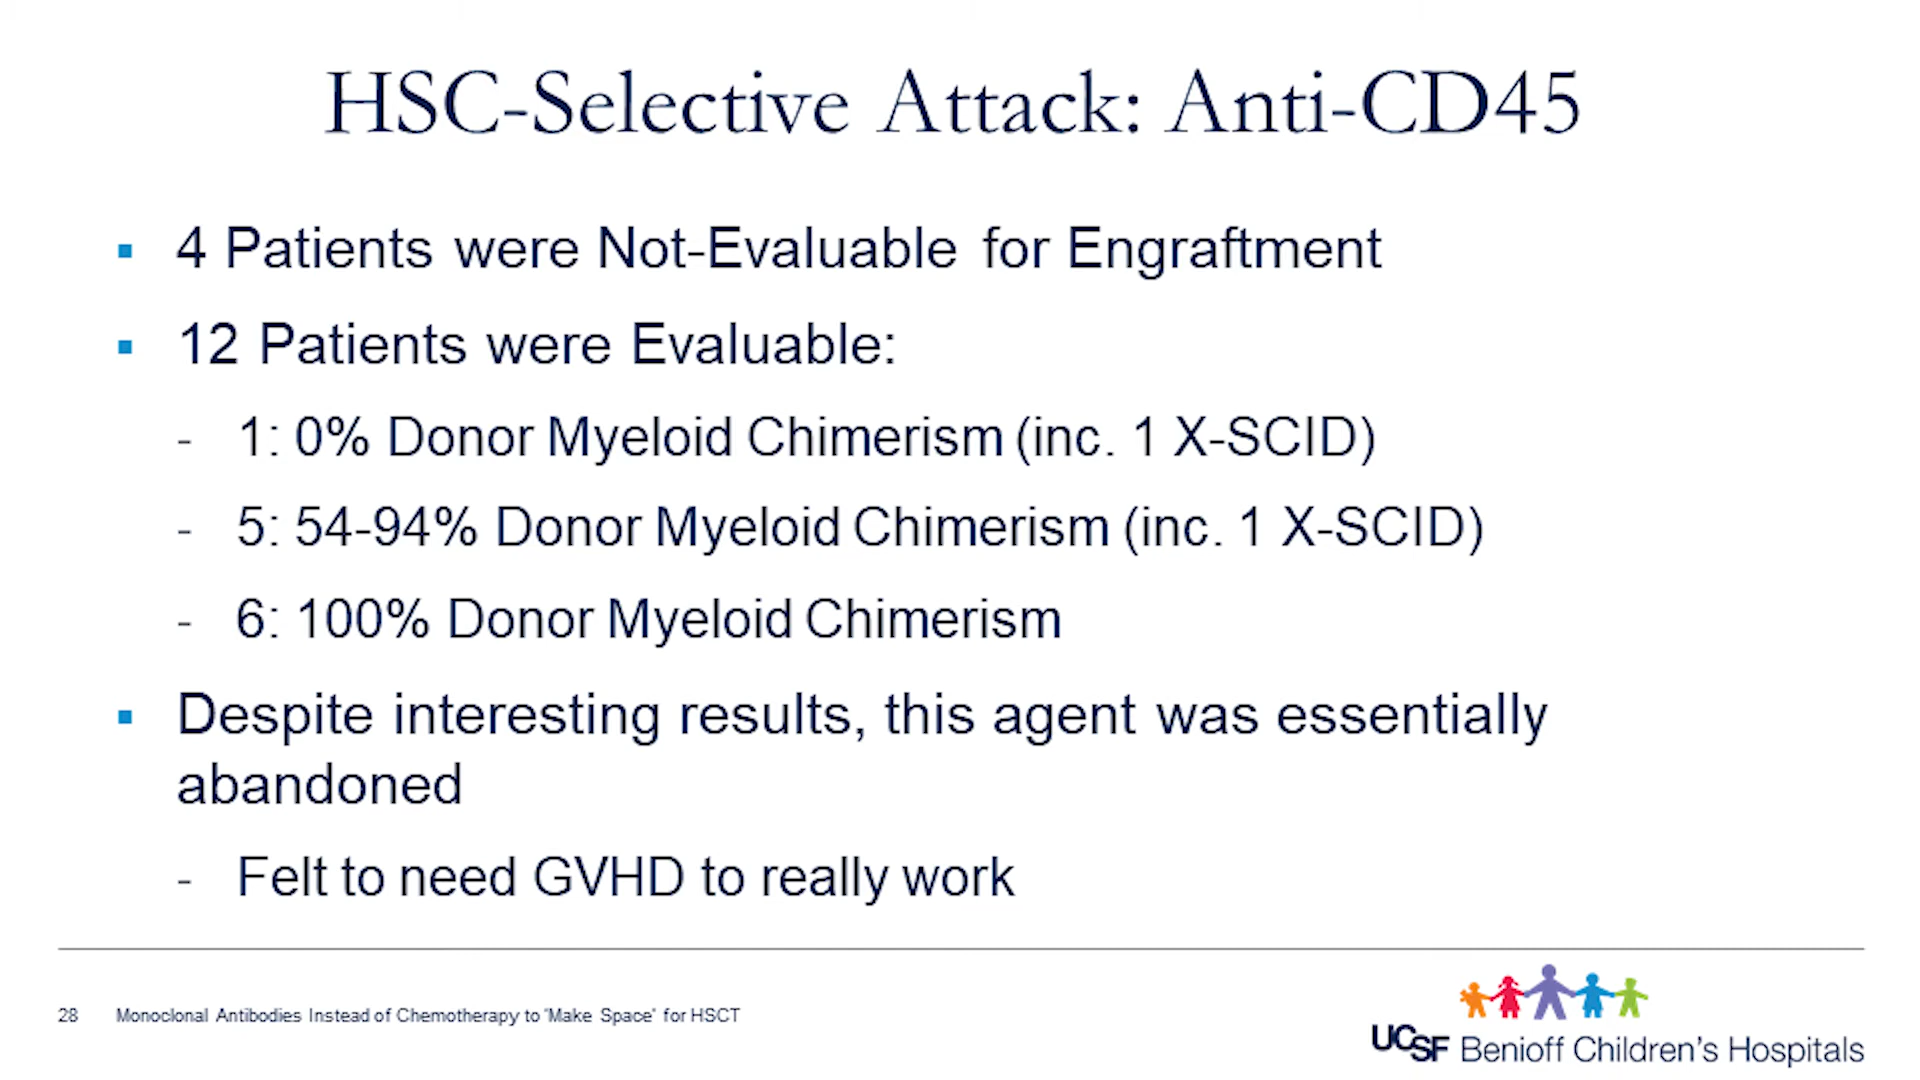 HSC-Selective Attack: Anti-CD45
▪ 4 Patients were Not-Evaluable for Engraftment
▪ 12 Patients were Evaluable:
- 1: 0% Donor Myeloid Chimerism (inc. 1 X-SCID)
- 5: 54-94% Donor Myeloid Chimerism (inc. 1 X-SCID)
- 6: 100% Donor Myeloid Chimerism
▪ Despite interesting results, this agent was essentially
abandoned
- Felt to need GVHD to really work
28 Monoclonal Antibodies Instead of Chemotherapy to 'Make Space' for HSCT
UCSF Benioff Children's Hospitals